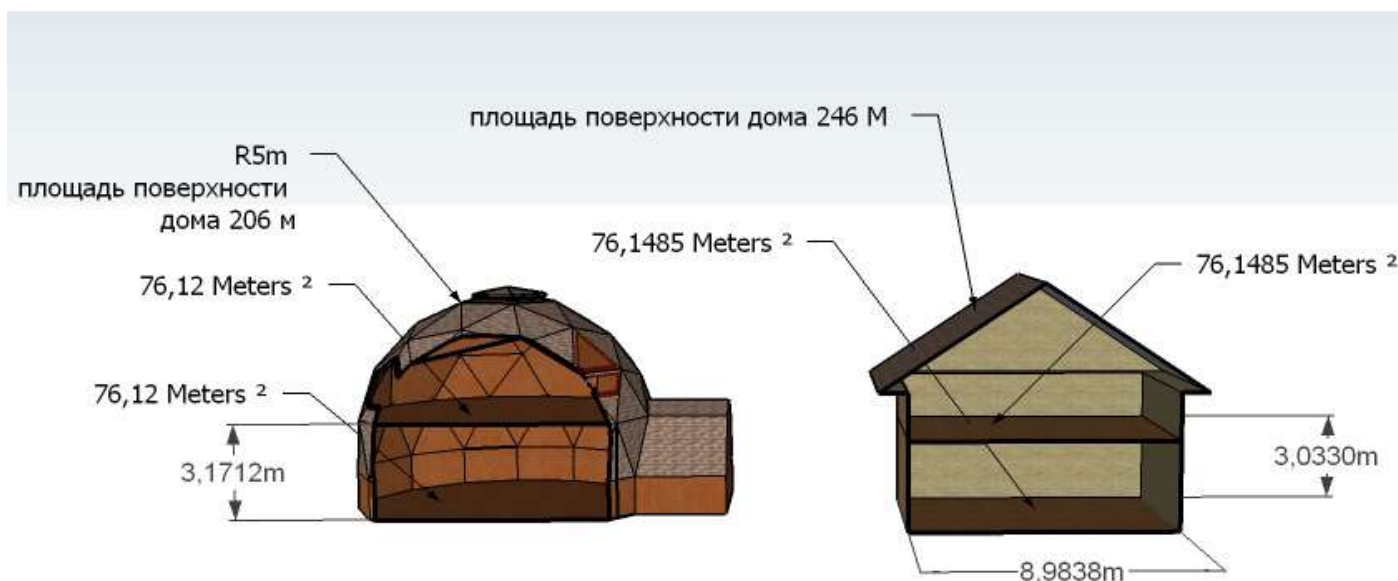 площадь поверхности дома 246 М
R5m
площадь поверхности
дома 206 м
76,1485 Meters ²
76,1485 Meters ²
76,12 Meters ²
76,12 Meters ²
3,1712m
3,0330m
8,9838m